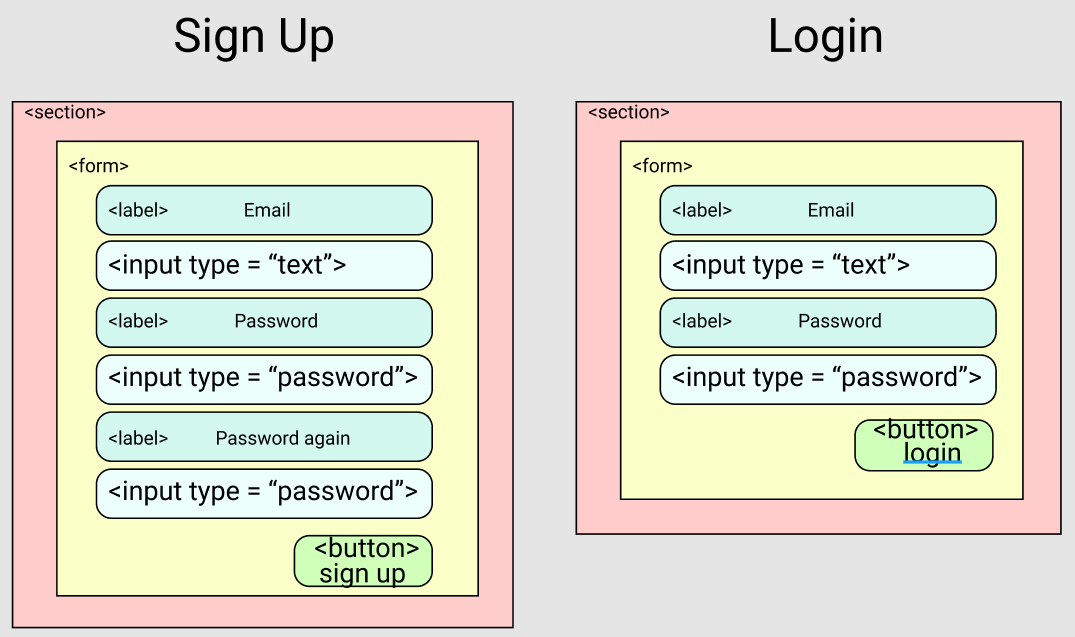 Sign Up
<section>
<form>
<label> Email
<input type = “text”>
<label> Password
<input type = “password”>
<label> Password again
<input type = “password”>
<button>
sign up
Login
<section>
<form>
<label> Email
<input type = “text”>
<label> Password
<input type = “password”>
<button>
login